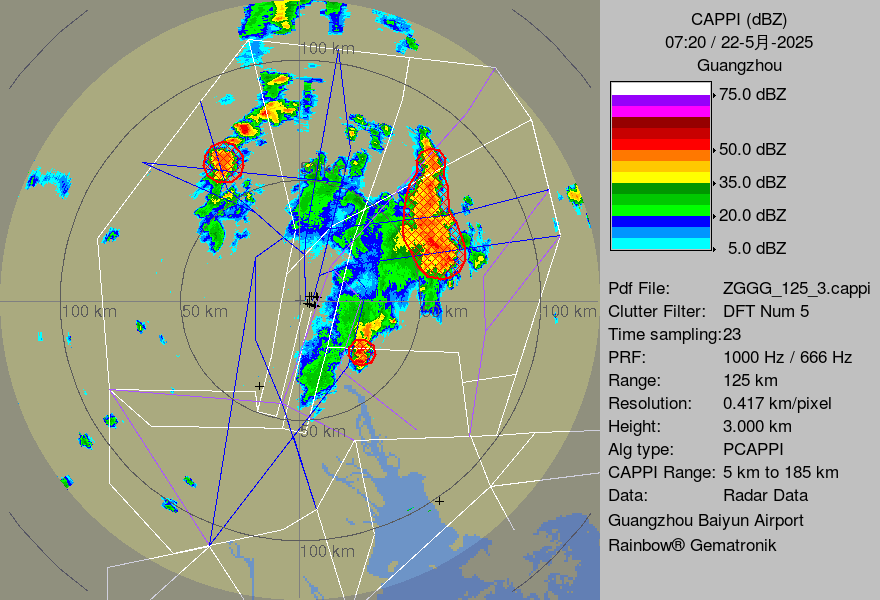 CAPPI (dBZ)
07:20 / 22-5月-2025
Guangzhou
75.0 dBZ
50.0 dBZ
35.0 dBZ
20.0 dBZ
5.0 dBZ
Pdf File: ZGGG_125_3.cappi
Clutter Filter: DFT Num 5
Time sampling:23
PRF: 1000 Hz / 666 Hz
Range: 125 km
Resolution: 0.417 km/pixel
Height: 3.000 km
Alg type: PCAPPI
CAPPI Range: 5 km to 185 km
Data: Radar Data
Guangzhou Baiyun Airport
Rainbow® Gematronik
100 km
100 km
50 km
km
100 km
50 km
100 km